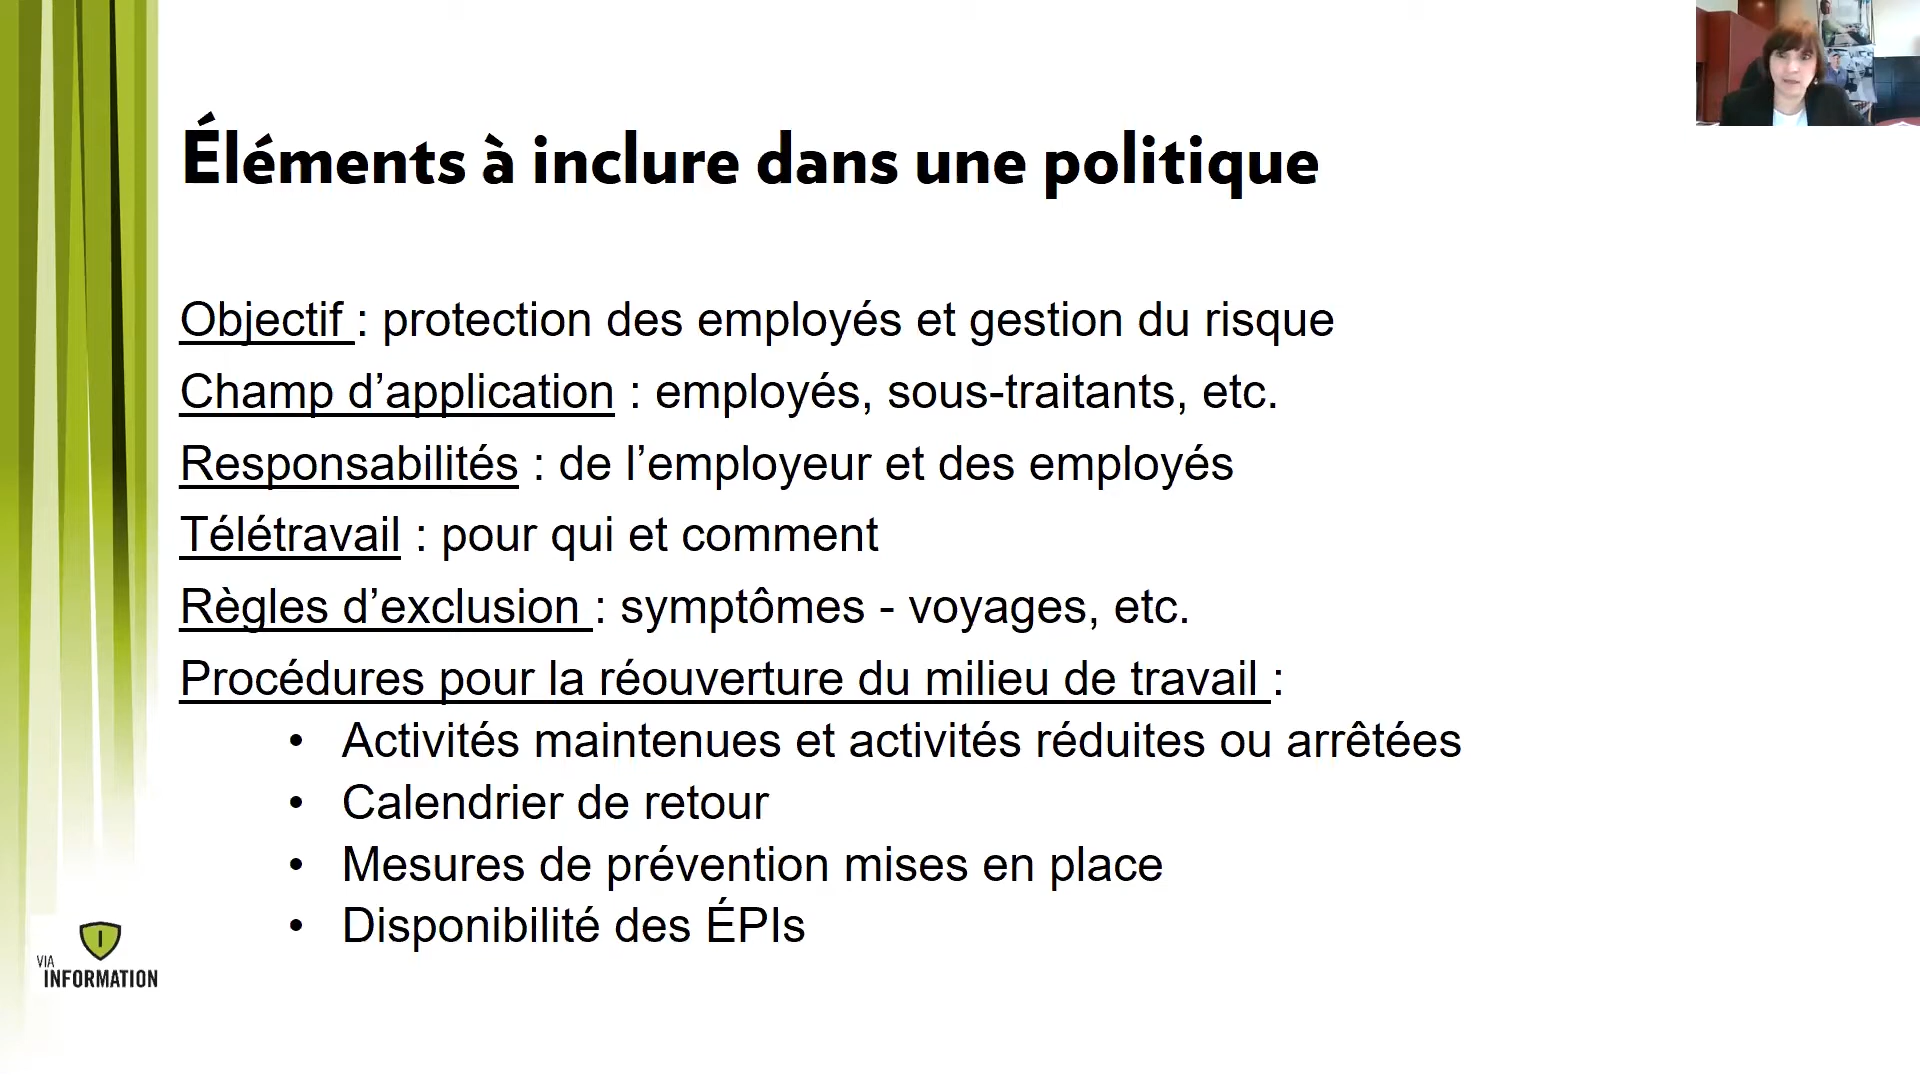 Éléments à inclure dans une politique
Objectif : protection des employés et gestion du risque
Champ d’application : employés, sous-traitants, etc.
Responsabilités : de l’employeur et des employés
Télétravail : pour qui et comment
Règles d’exclusion : symptômes - voyages, etc.
Procédures pour la réouverture du milieu de travail :
• Activités maintenues et activités réduites ou arrêtées
• Calendrier de retour
• Mesures de prévention mises en place
• Disponibilité des ÉPIs
I
VIA
INFORMATION